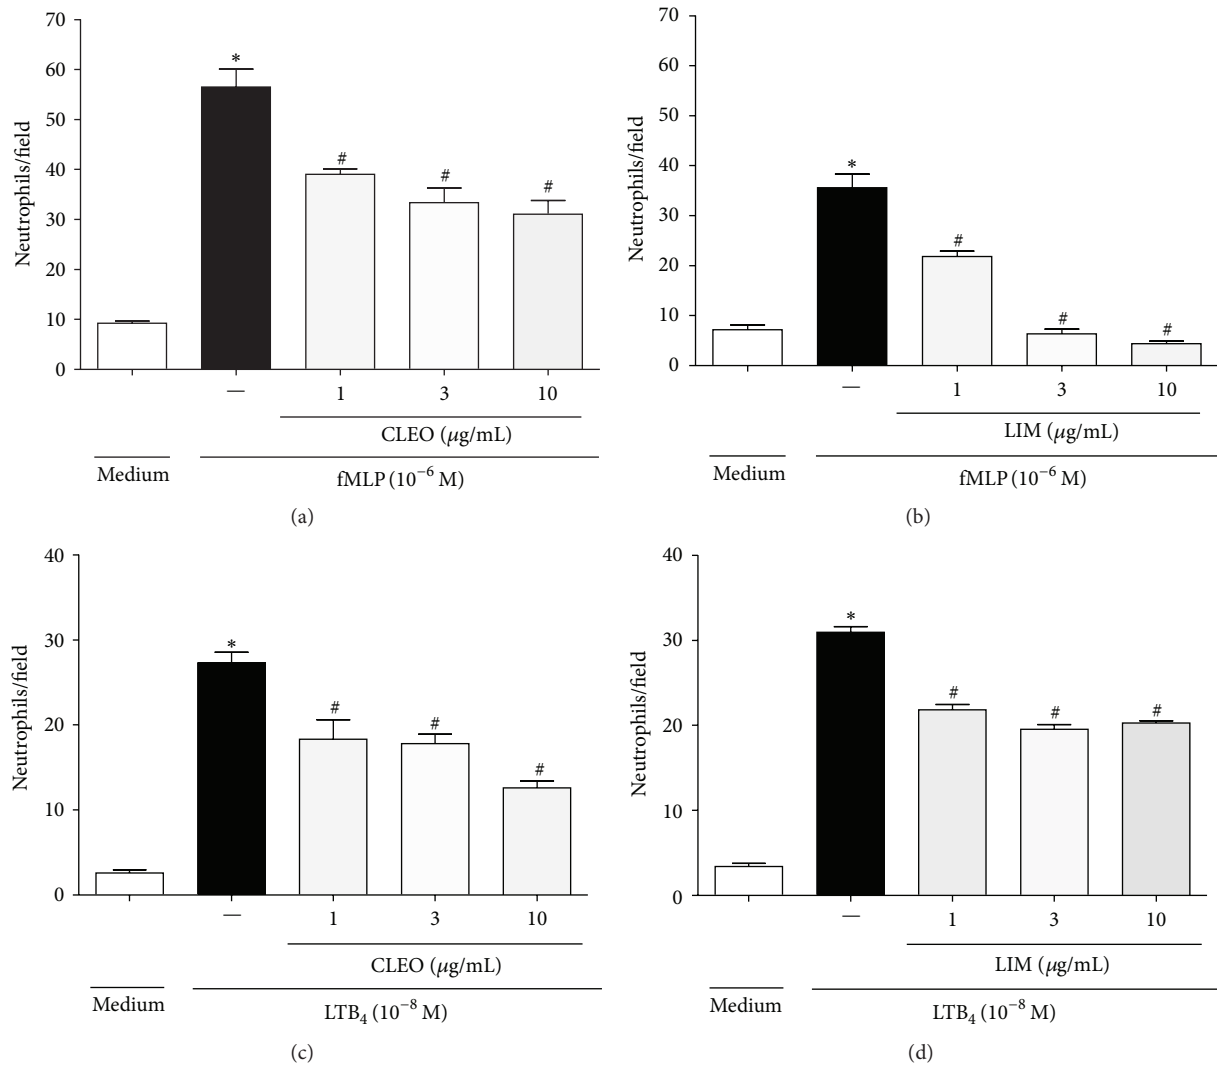 70
60
50
40
30
20
10
0
Neutrophils/field
*
#
#
#
—
1
3
10
CLEO (μg/mL)
Medium
fMLP (10⁻⁶ M)
(a)
70
60
50
40
30
20
10
0
Neutrophils/field
*
#
#
#
—
1
3
10
LIM (μg/mL)
Medium
fMLP (10⁻⁶ M)
(b)
40
30
20
10
0
Neutrophils/field
*
#
#
#
—
1
3
10
CLEO (μg/mL)
Medium
LTB₄ (10⁻⁸ M)
(c)
40
30
20
10
0
Neutrophils/field
*
#
#
#
—
1
3
10
LIM (μg/mL)
Medium
LTB₄ (10⁻⁸ M)
(d)